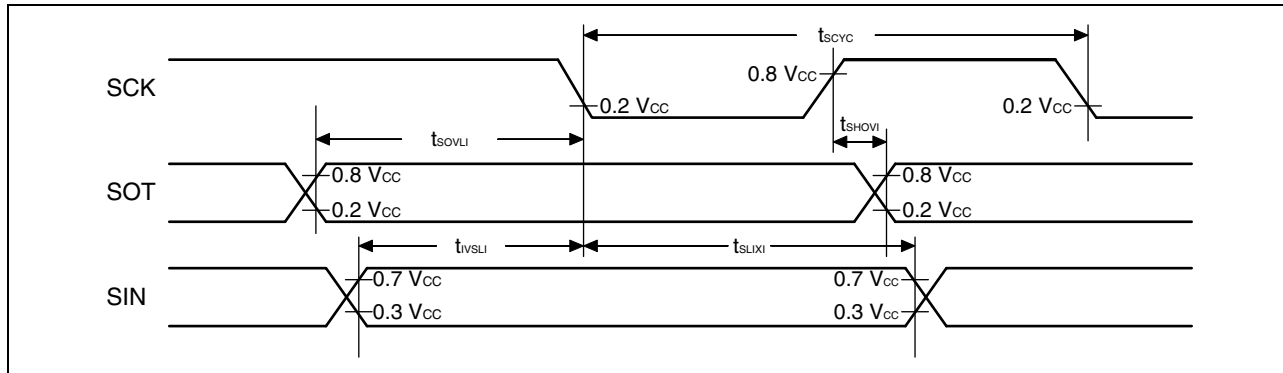 tSCYC
SCK
0.8 VCC
0.2 VCC
0.2 VCC
tSHOVI
tSOVLI
SOT
0.8 VCC
0.8 VCC
0.2 VCC
0.2 VCC
tIVSLI
tSLIXI
SIN
0.7 VCC
0.7 VCC
0.3 VCC
0.3 VCC